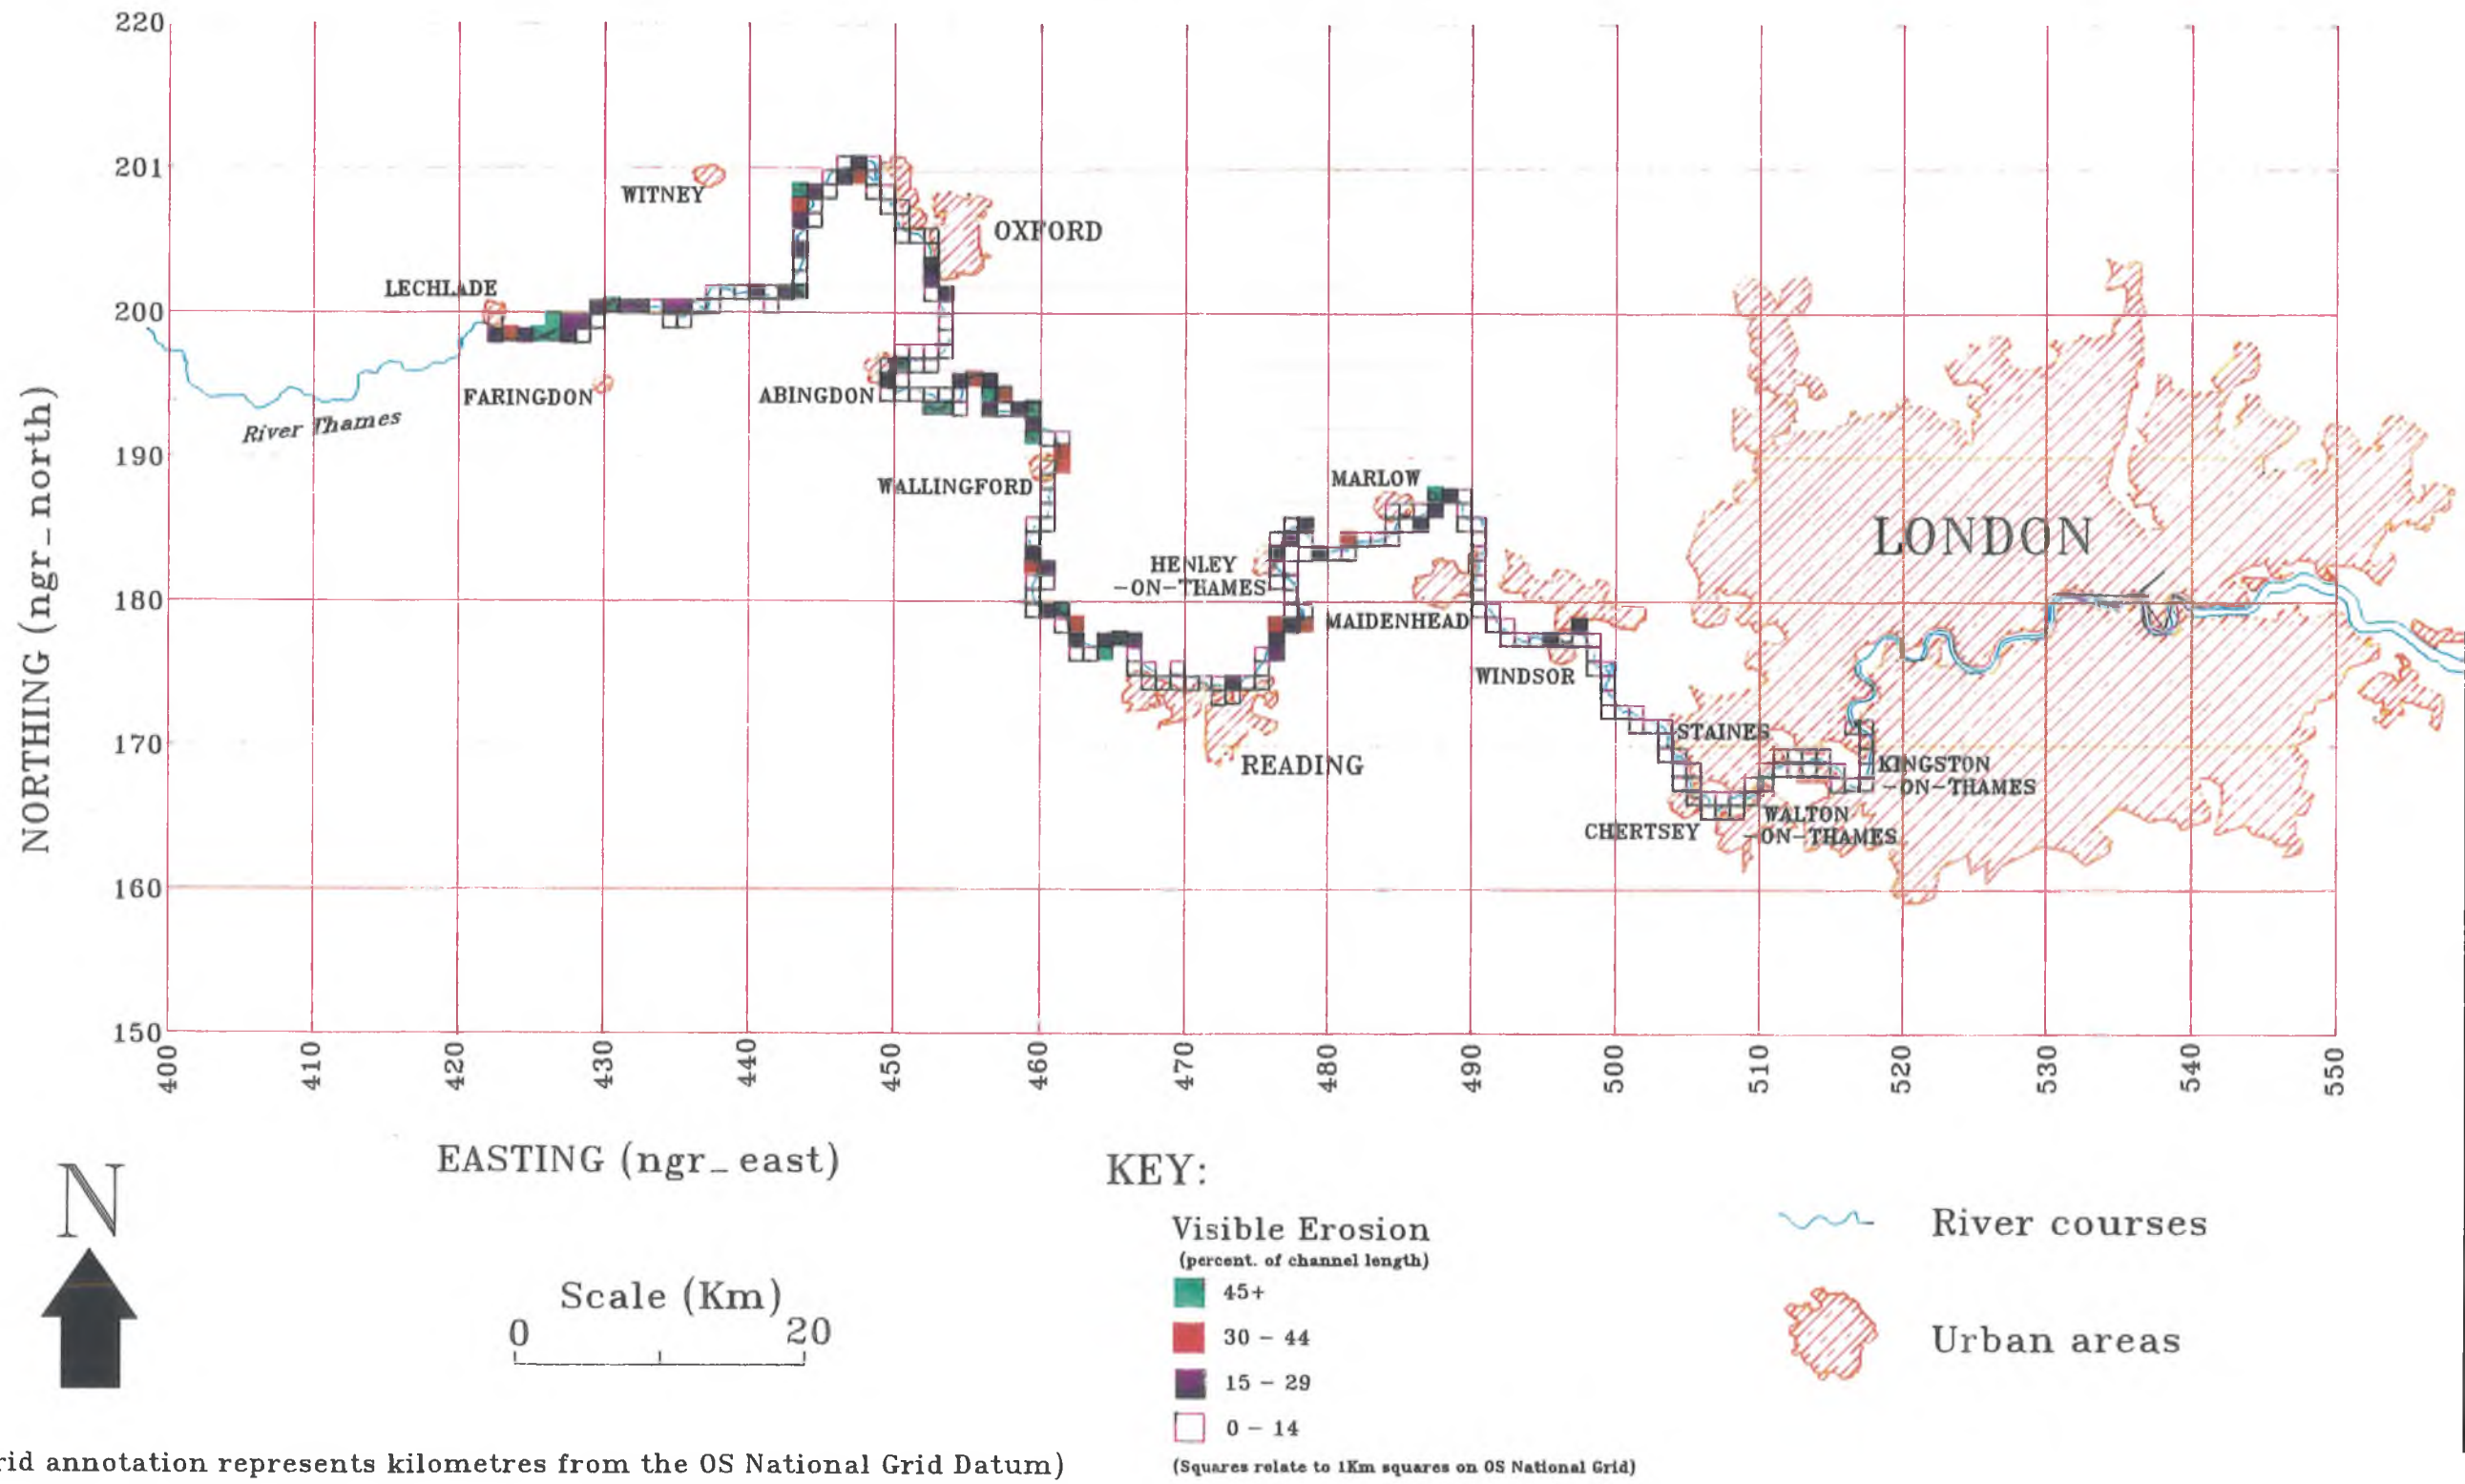 220
201
200
190
180
170
160
150
NORTHING (ngr_north)
WITNEY
OXFORD
LECHLADE
FARINGDON
River Thames
ABINGDON
WALLINGFORD
MARLOW
HENLEY
-ON-THAMES
MAIDENHEAD
WINDSOR
LONDON
READING
STAINES
KINGSTON
-ON-THAMES
WALTON
-ON-THAMES
CHERTSEY
400 410 420 430 440 450 460 470 480 490 500 510 520 530 540 550
EASTING (ngr_east)
N
Scale (Km)
0 20
KEY:
Visible Erosion
(percent. of channel length)
45+
30 - 44
15 - 29
0 - 14
(Squares relate to 1Km squares on OS National Grid)
River courses
Urban areas
rid annotation represents kilometres from the OS National Grid Datum)